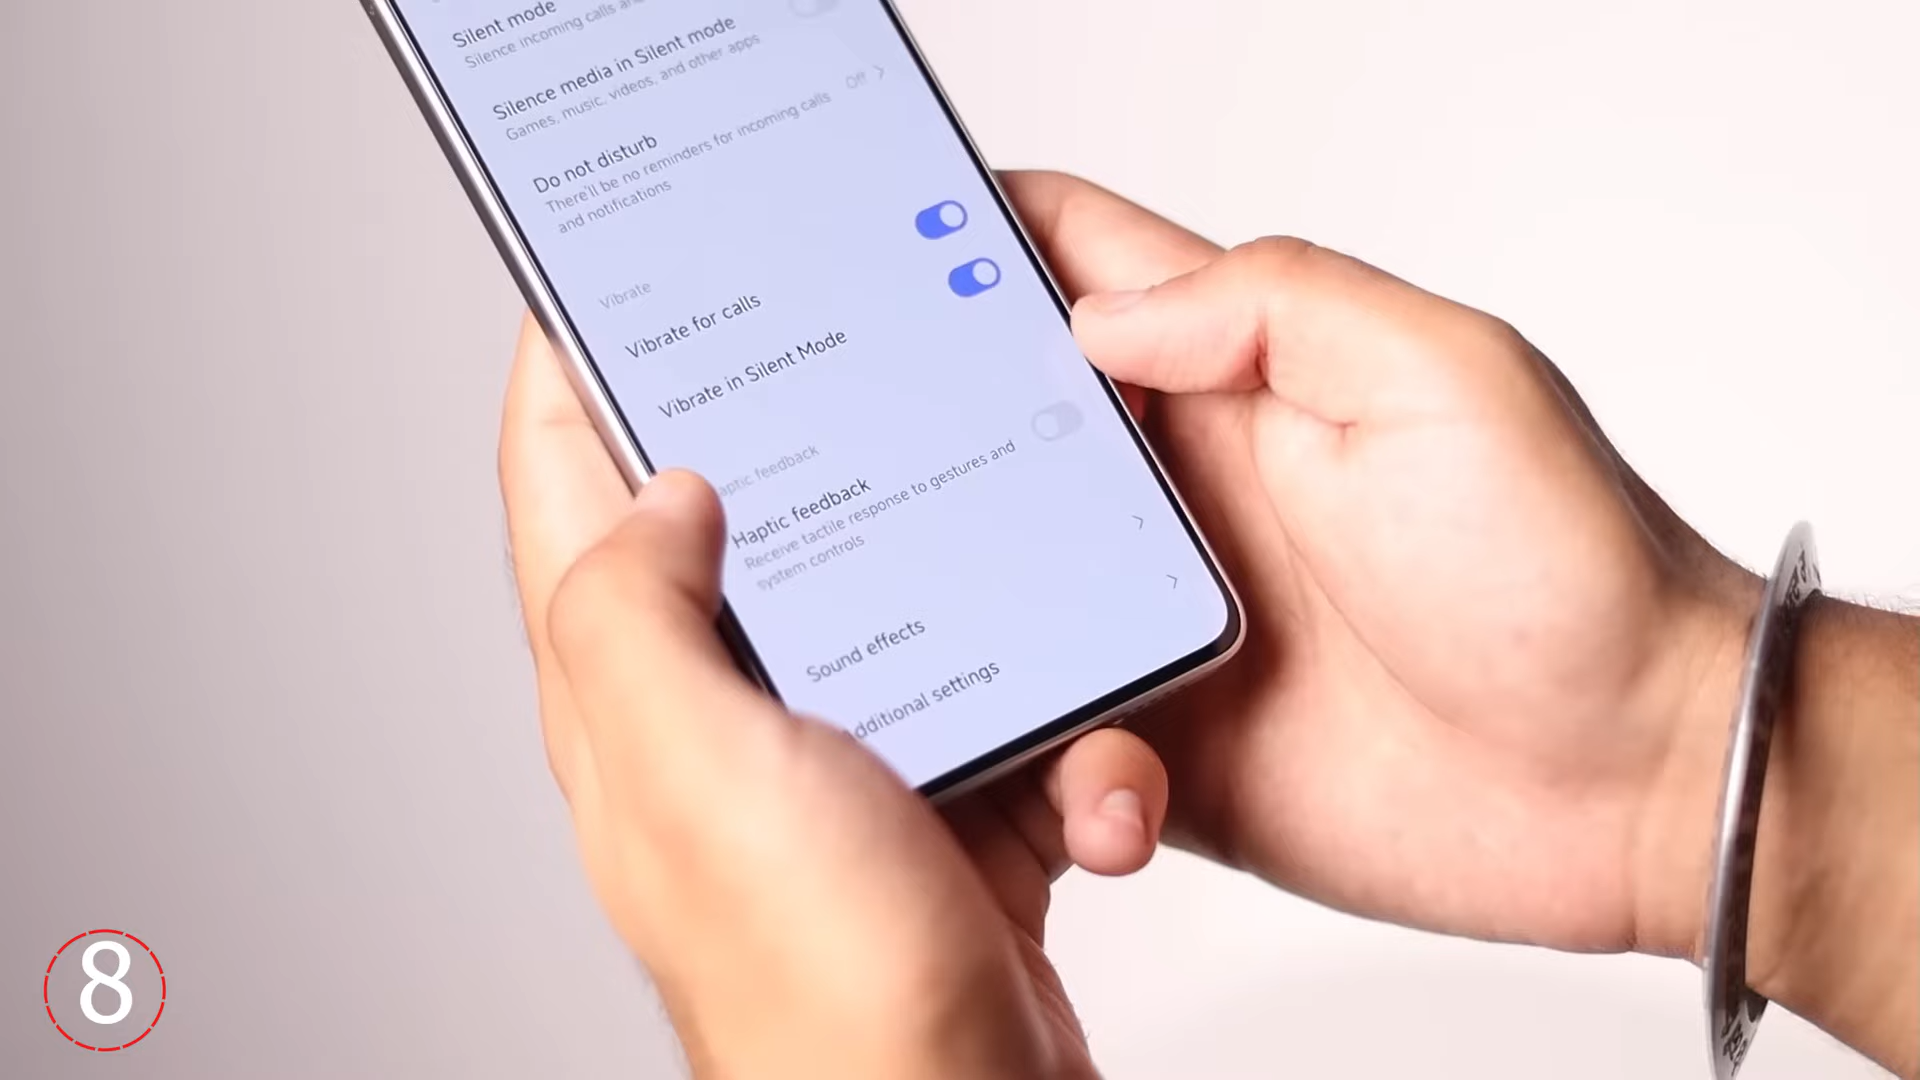 Silent mode
Silence incoming calls and
Silence media in Silent mode
Games, music, videos, and other apps
Do not disturb
There'll be no reminders for incoming calls
and notifications
Off
Vibrate
Vibrate for calls
Vibrate in Silent Mode
aptic feedback
Haptic feedback
Receive tactile response to gestures and
system controls
Sound effects
dditional settings
8